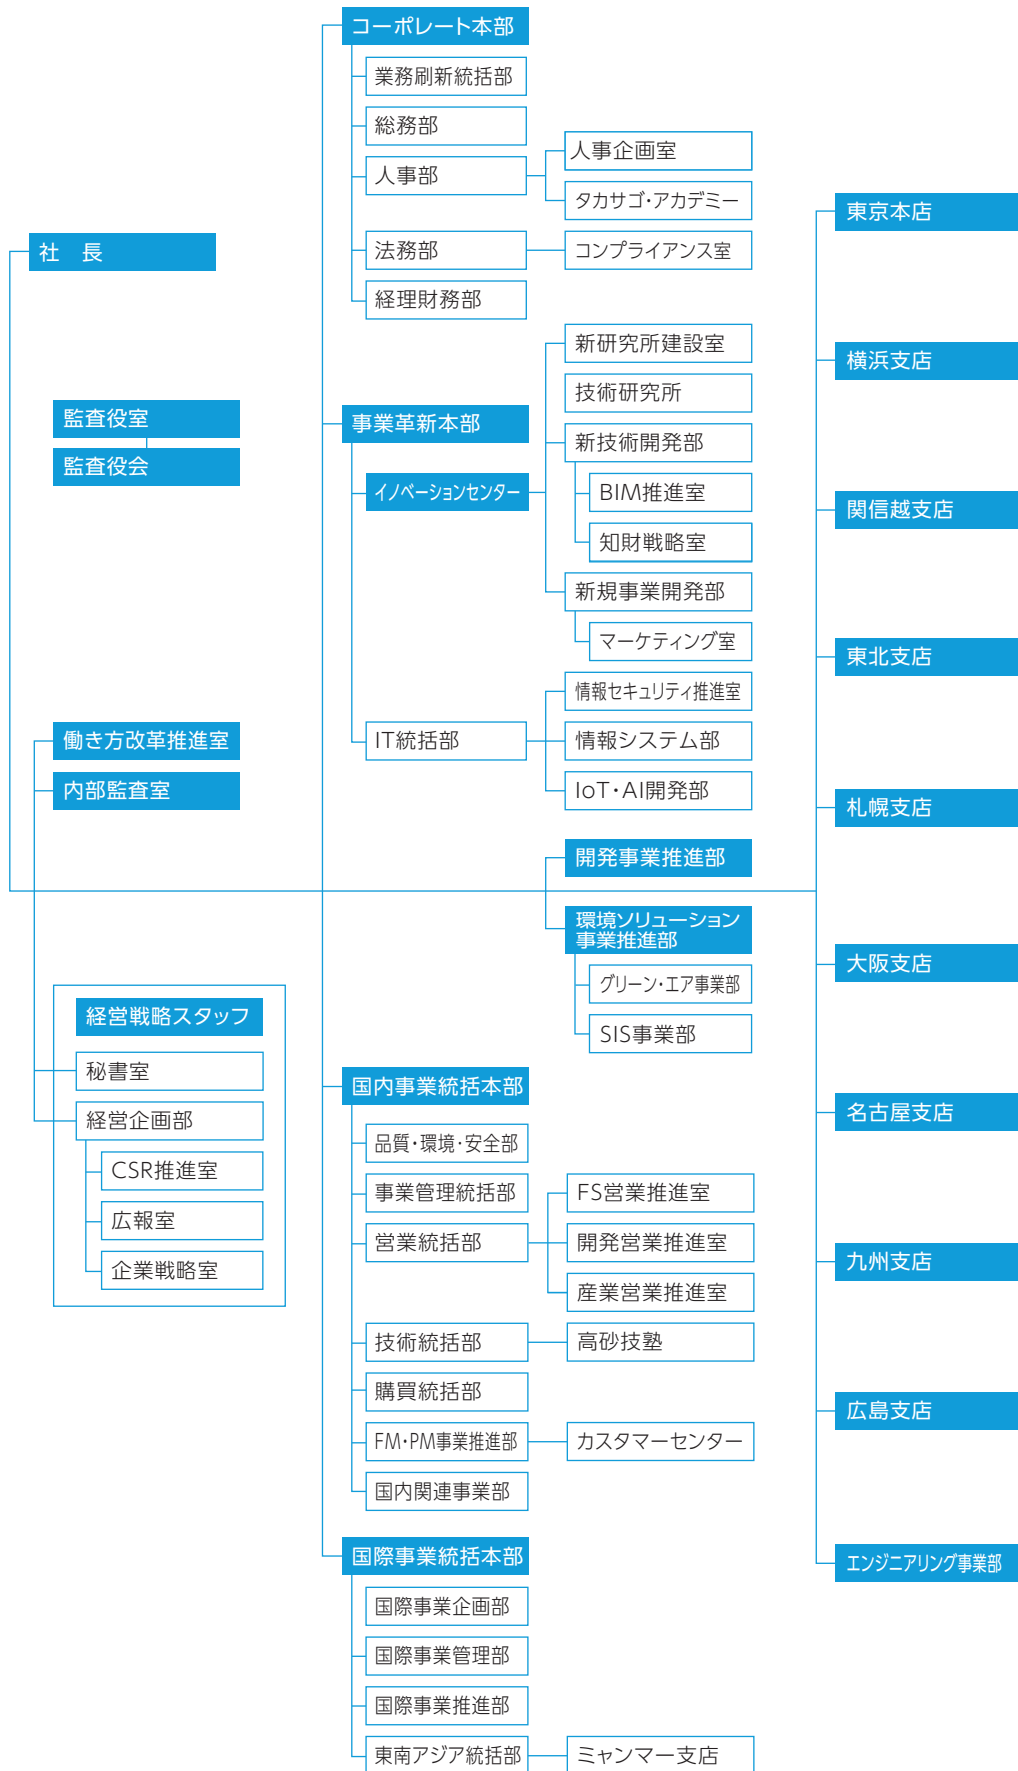 社　長
監査役室
監査役会
働き方改革推進室
内部監査室
経営戦略スタッフ
秘書室
経営企画部
CSR推進室
広報室
企業戦略室
コーポレート本部
業務刷新統括部
総務部
人事部
人事企画室
タカサゴ・アカデミー
法務部
コンプライアンス室
経理財務部
事業革新本部
イノベーションセンター
新研究所建設室
技術研究所
新技術開発部
BIM推進室
知財戦略室
新規事業開発部
マーケティング室
IT統括部
情報セキュリティ推進室
情報システム部
IoT・AI開発部
開発事業推進部
環境ソリューション
事業推進部
グリーン・エア事業部
SIS事業部
国内事業統括本部
品質・環境・安全部
事業管理統括部
営業統括部
FS営業推進室
開発営業推進室
産業営業推進室
技術統括部
高砂技塾
購買統括部
FM・PM事業推進部
カスタマーセンター
国内関連事業部
国際事業統括本部
国際事業企画部
国際事業管理部
国際事業推進部
東南アジア統括部
ミャンマー支店
東京本店
横浜支店
関信越支店
東北支店
札幌支店
大阪支店
名古屋支店
九州支店
広島支店
エンジニアリング事業部